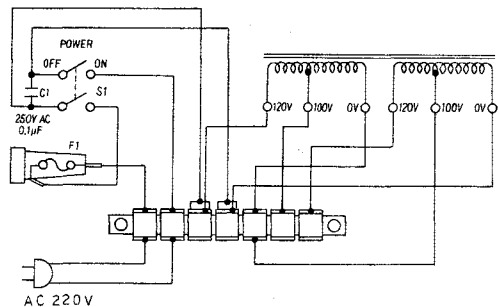 POWER
OFF ON
C1
S1
250V AC
0.1µF
F1
120V 100V 0V 120V 100V 0V
AC 220V